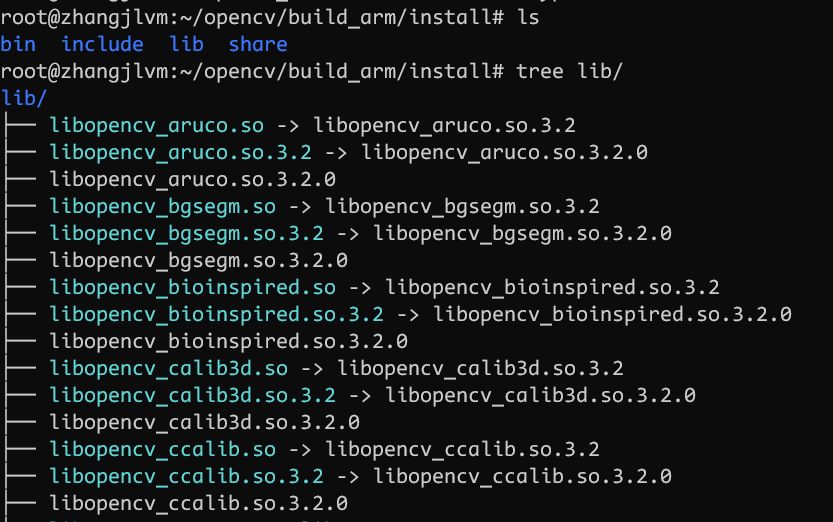 root@zhangjlvm:~/opencv/build_arm/install# ls
bin  include  lib  share
root@zhangjlvm:~/opencv/build_arm/install# tree lib/
lib/
├── libopencv_aruco.so -> libopencv_aruco.so.3.2
├── libopencv_aruco.so.3.2 -> libopencv_aruco.so.3.2.0
├── libopencv_aruco.so.3.2.0
├── libopencv_bgsegm.so -> libopencv_bgsegm.so.3.2
├── libopencv_bgsegm.so.3.2 -> libopencv_bgsegm.so.3.2.0
├── libopencv_bgsegm.so.3.2.0
├── libopencv_bioinspired.so -> libopencv_bioinspired.so.3.2
├── libopencv_bioinspired.so.3.2 -> libopencv_bioinspired.so.3.2.0
├── libopencv_bioinspired.so.3.2.0
├── libopencv_calib3d.so -> libopencv_calib3d.so.3.2
├── libopencv_calib3d.so.3.2 -> libopencv_calib3d.so.3.2.0
├── libopencv_calib3d.so.3.2.0
├── libopencv_ccalib.so -> libopencv_ccalib.so.3.2
├── libopencv_ccalib.so.3.2 -> libopencv_ccalib.so.3.2.0
├── libopencv_ccalib.so.3.2.0